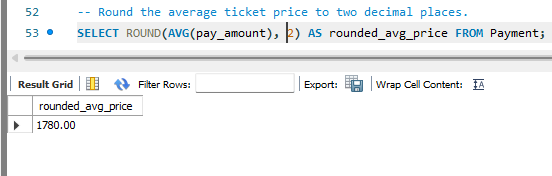 52 -- Round the average ticket price to two decimal places.
53 SELECT ROUND(AVG(pay_amount), 2) AS rounded_avg_price FROM Payment;
Result Grid Filter Rows: Export: Wrap Cell Content: IA
rounded_avg_price
1780.00